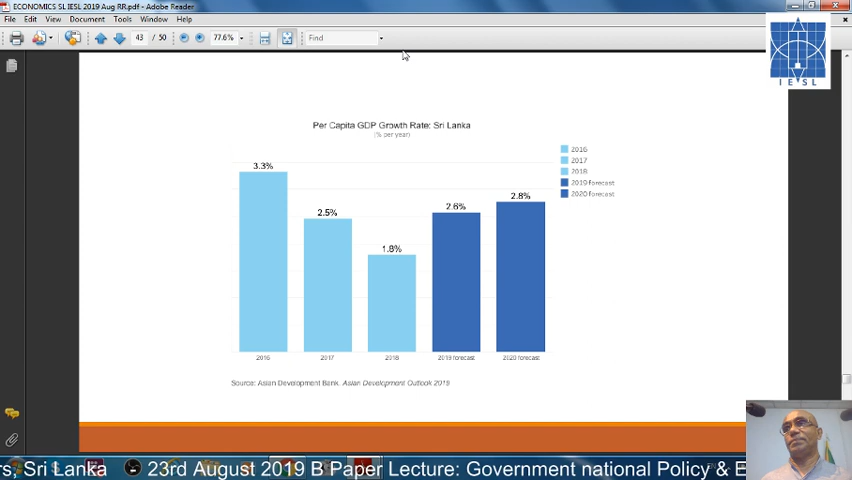 ECONOMICS SL IESL 2019 Aug RR.pdf - Adobe Reader
File Edit View Document Tools Window Help
43 / 50 77.6% Find
IESL
Per Capita GDP Growth Rate: Sri Lanka
(% per year)
2016
2017
2018
2019 forecast
2020 forecast
3.3%
2.5%
1.8%
2.6%
2.8%
2016 2017 2018 2019 forecast 2020 forecast
Source: Asian Development Bank. Asian Development Outlook 2019
rs, Sri Lanka 23rd August 2019 B Paper Lecture: Government national Policy & E